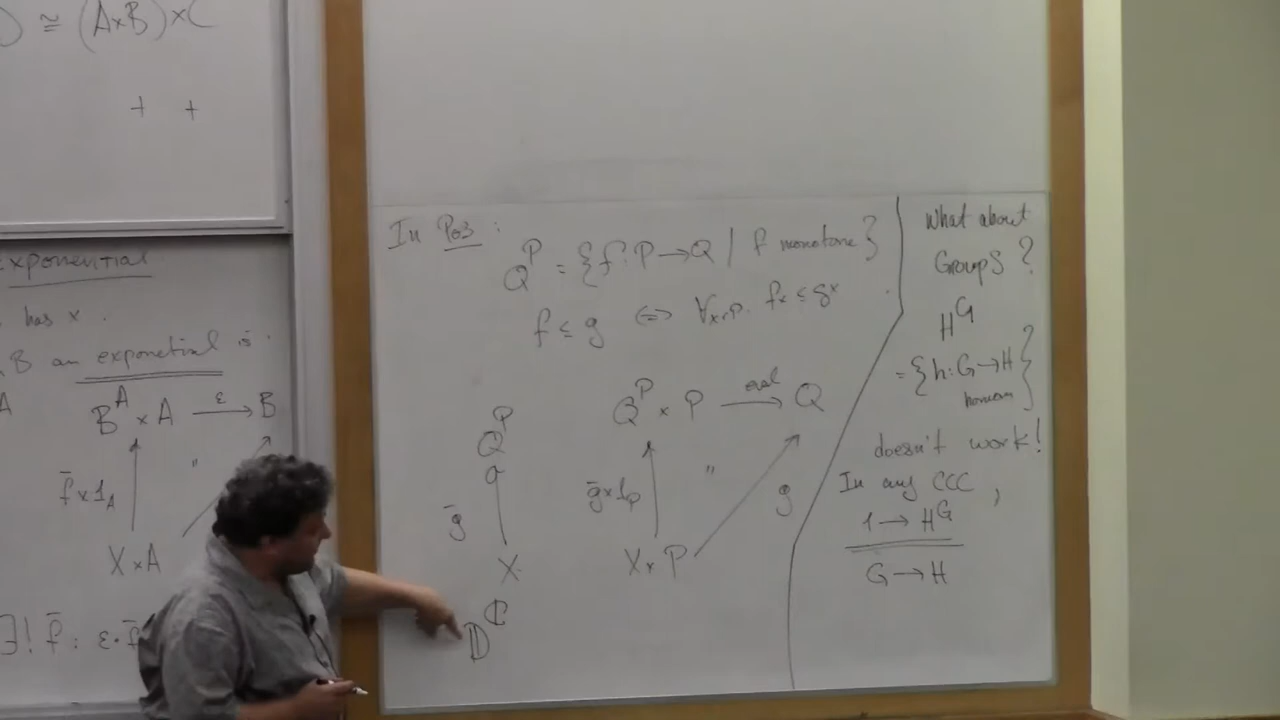 ) ≅ (A×B)×C
+ +
exponential
has ×.
B an exponetial is.
A
B^A × A —ε→ B
f̄×1_A
"
X×A
∃! f̄ : ε∘f̄
In Pos :
Q^P = {f : P → Q | f monotone}
f ≤ g ⇔ ∀x∈P. fx ≤ gx
Q^P × P —eval→ Q
Q^P
ḡ
X
ḡ×1_P
"
g
X × P
𝔻^ℂ
What about
Groups ?
H^G
= {h : G → H}
homom
doesn't work!
In any CCC ,
1 → H^G
G → H